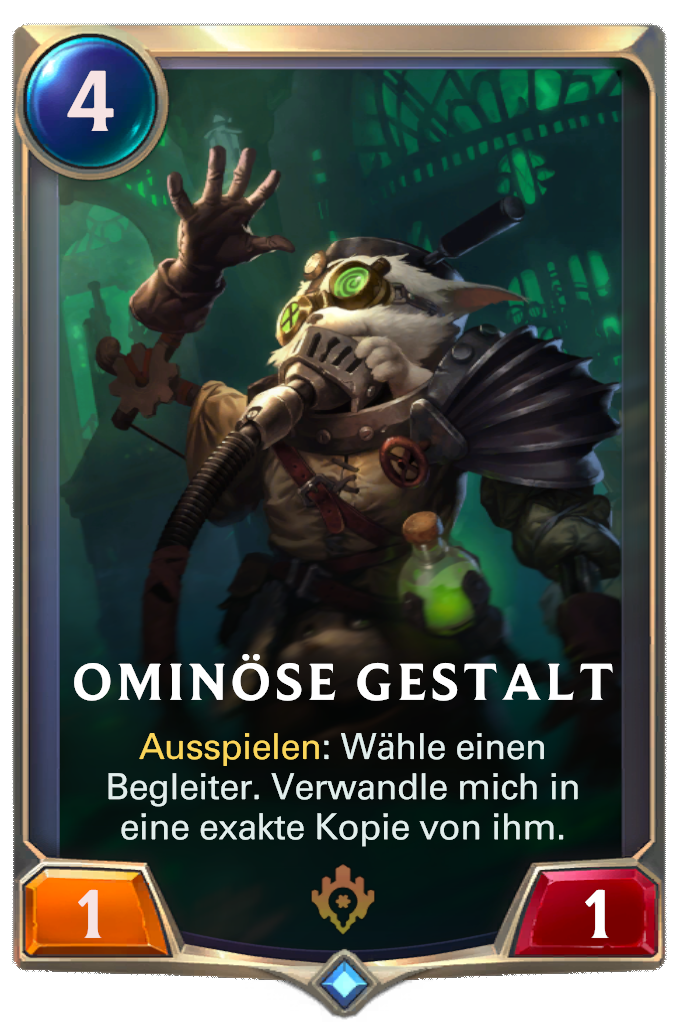 4
OMINÖSE GESTALT
Ausspielen: Wähle einen
Begleiter. Verwandle mich in
eine exakte Kopie von ihm.
1
1